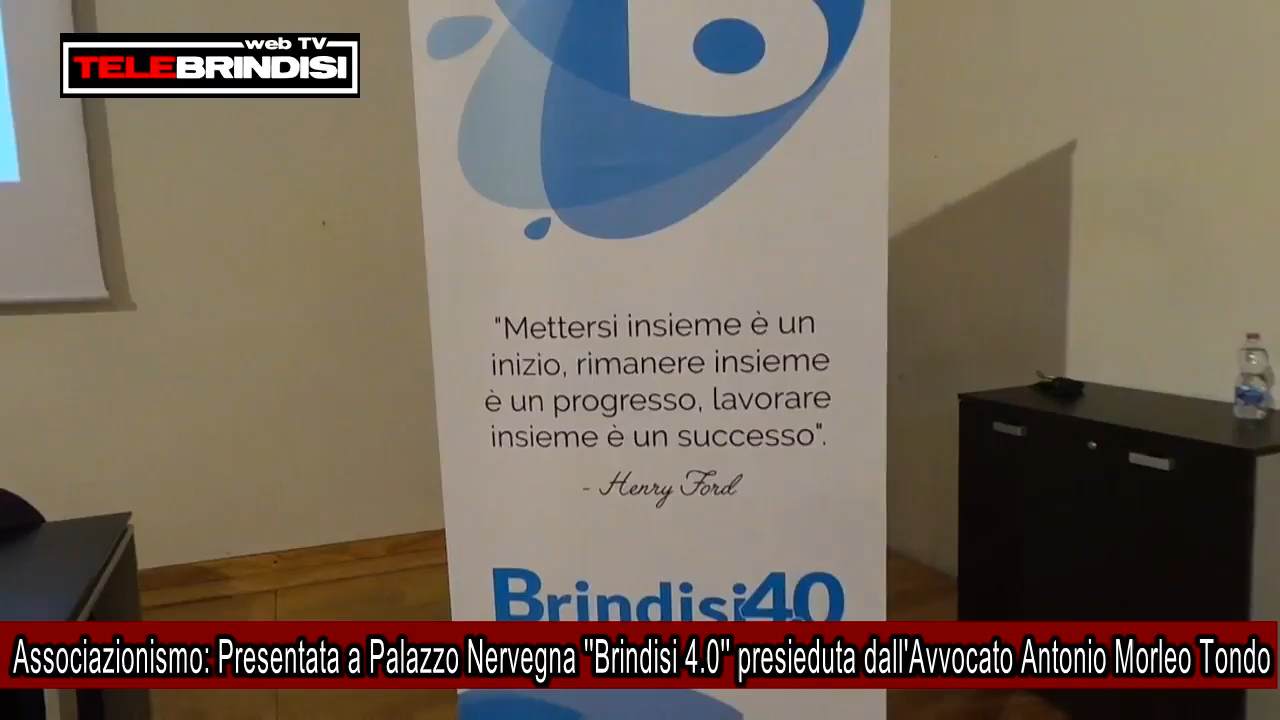 web TV
TELEBRINDISI
b
"Mettersi insieme è un
inizio, rimanere insieme
è un progresso, lavorare
insieme è un successo".
- Henry Ford
Brindisi4.0
Associazionismo: Presentata a Palazzo Nervegna "Brindisi 4.0" presieduta dall'Avvocato Antonio Morleo Tondo